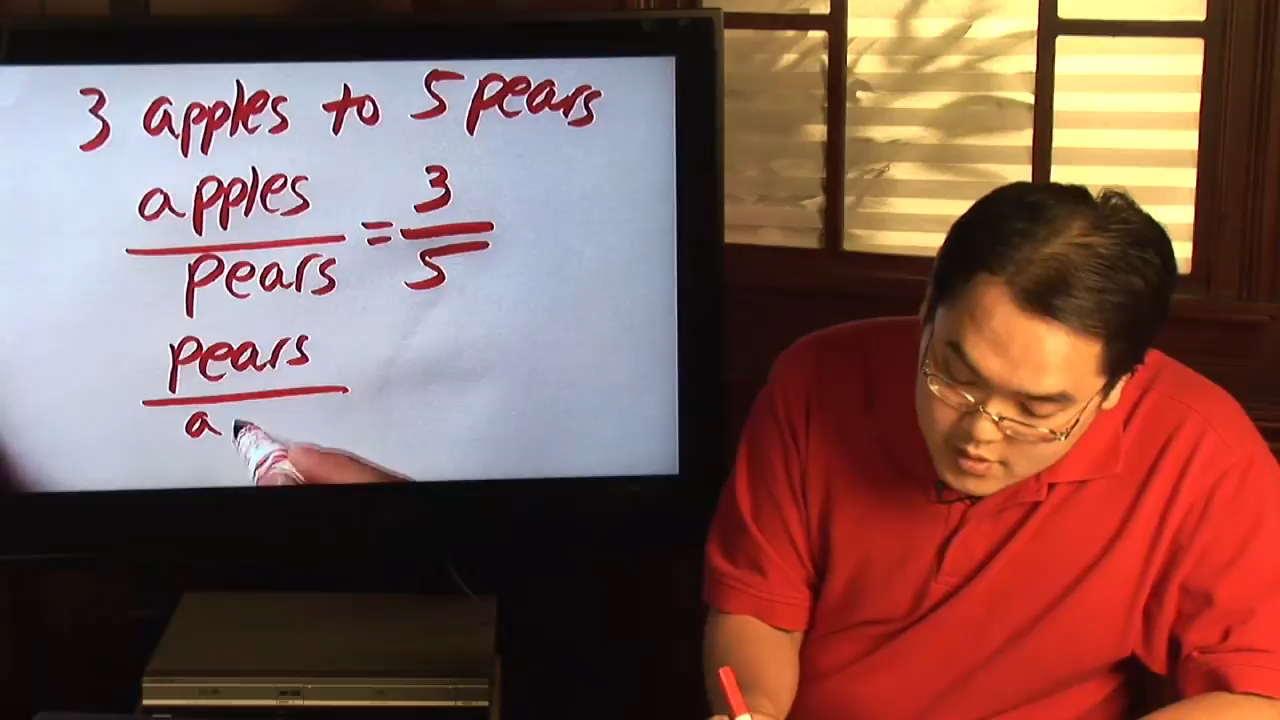 3 apples to 5 pears
apples / pears = 3 / 5
pears / a